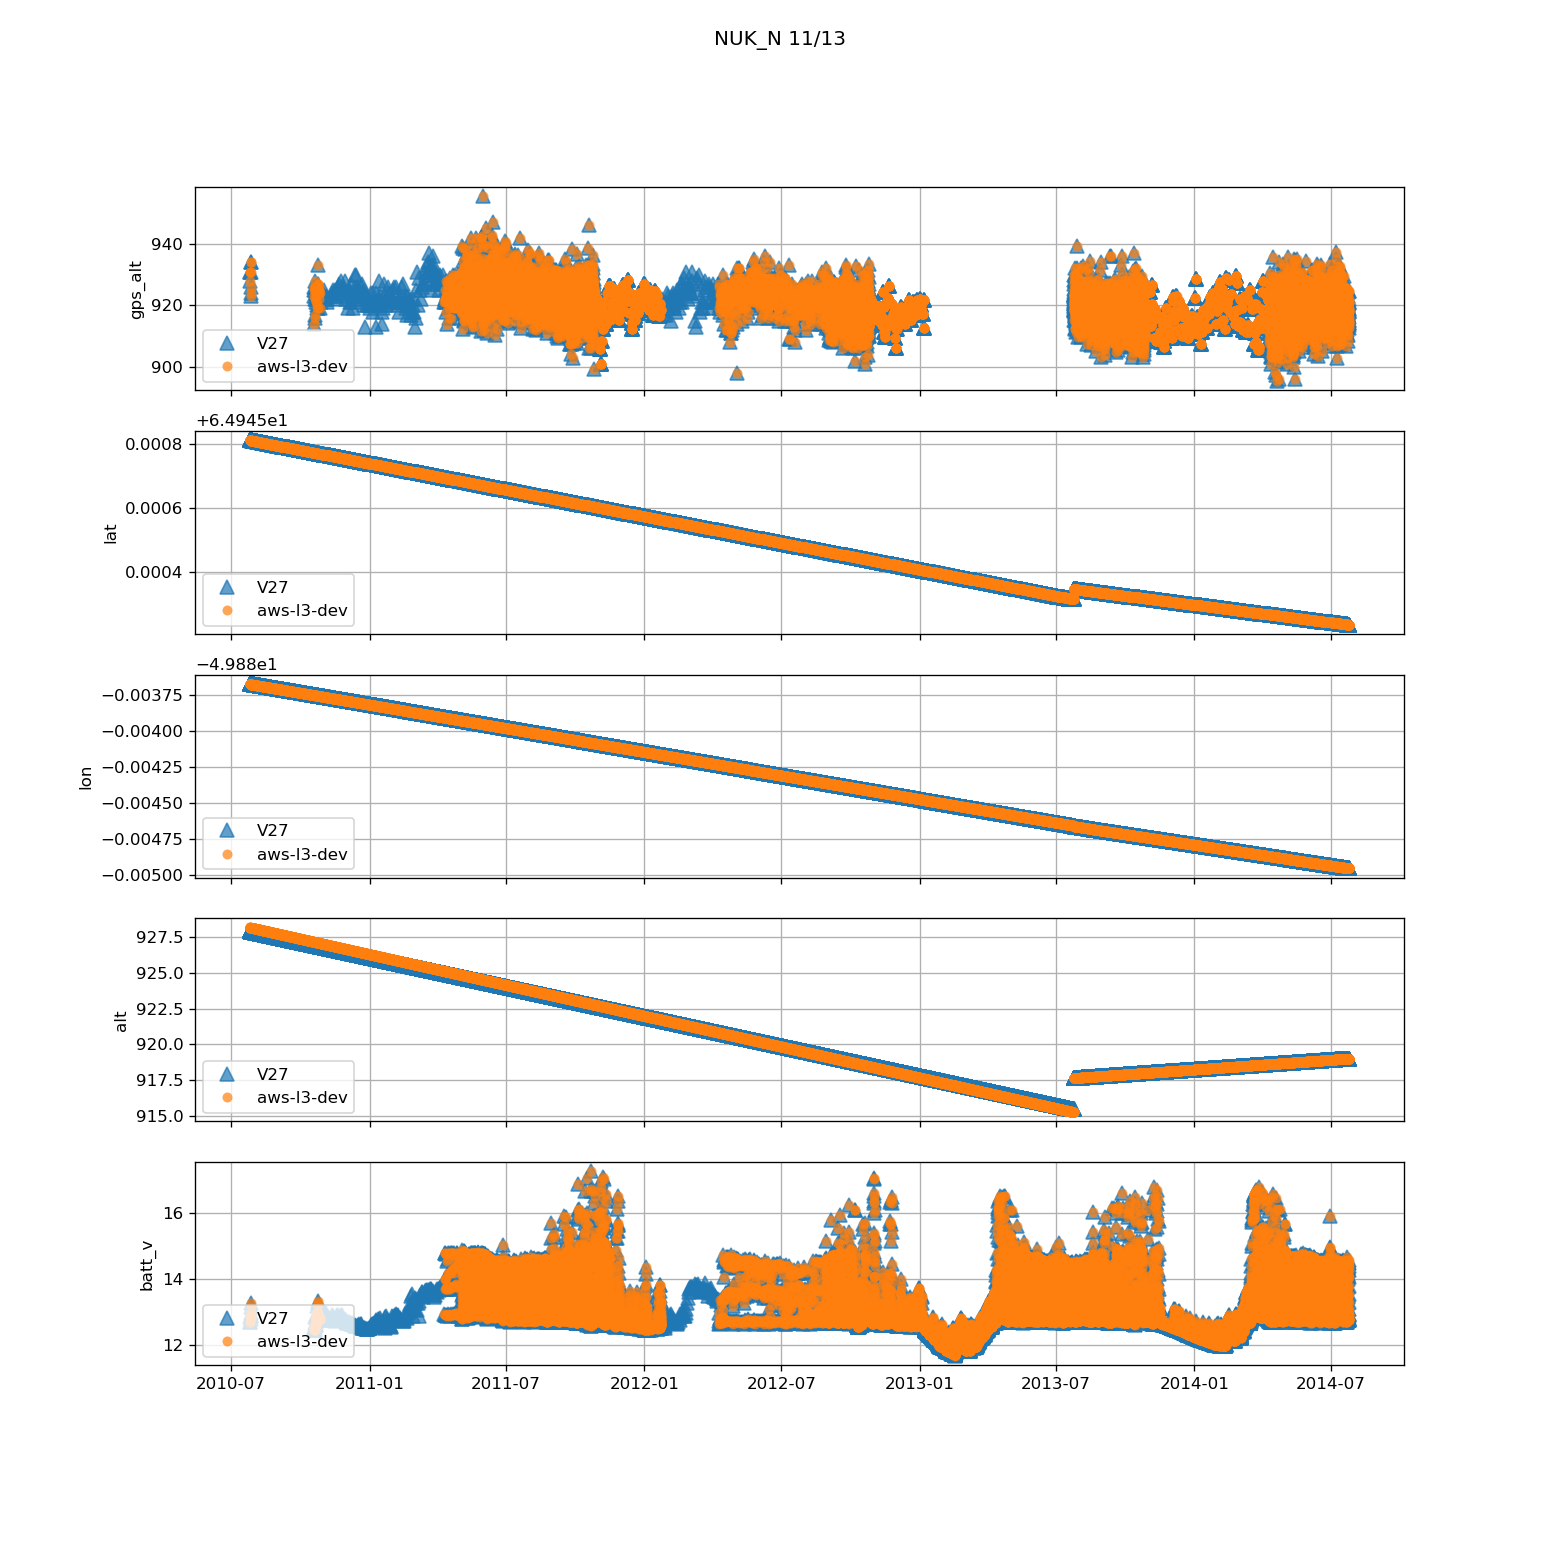 NUK_N 11/13
940
920
900
gps_alt
V27
aws-l3-dev
+6.4945e1
0.0008
0.0006
0.0004
lat
V27
aws-l3-dev
−4.988e1
−0.00375
−0.00400
−0.00425
−0.00450
−0.00475
−0.00500
lon
V27
aws-l3-dev
927.5
925.0
922.5
920.0
917.5
915.0
alt
V27
aws-l3-dev
16
14
12
batt_v
V27
aws-l3-dev
2010-07 2011-01 2011-07 2012-01 2012-07 2013-01 2013-07 2014-01 2014-07